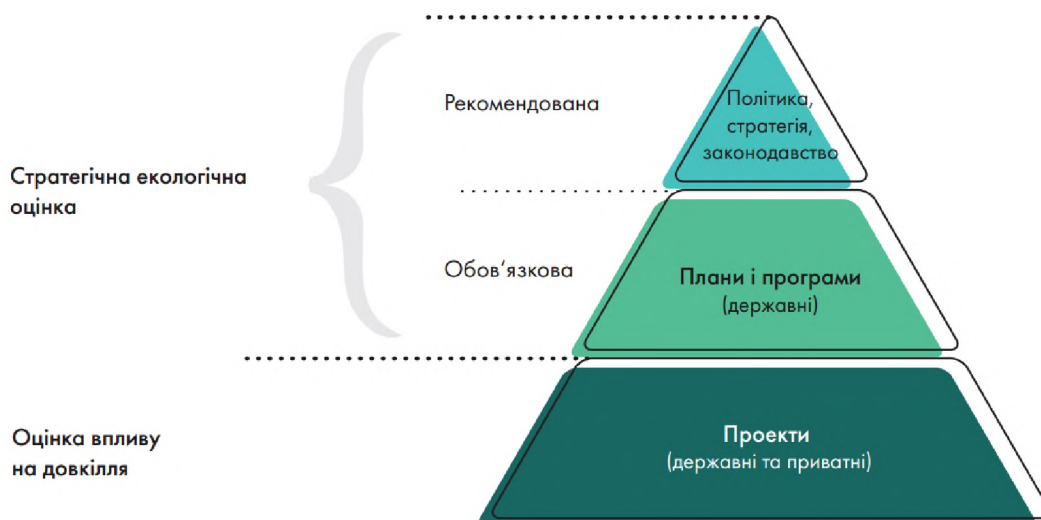 Рекомендована
Політика,
стратегія,
законодавство
Стратегічна екологічна
оцінка
Обов‘язкова
Плани і програми
(державні)
Оцінка впливу
на довкілля
Проекти
(державні та приватні)